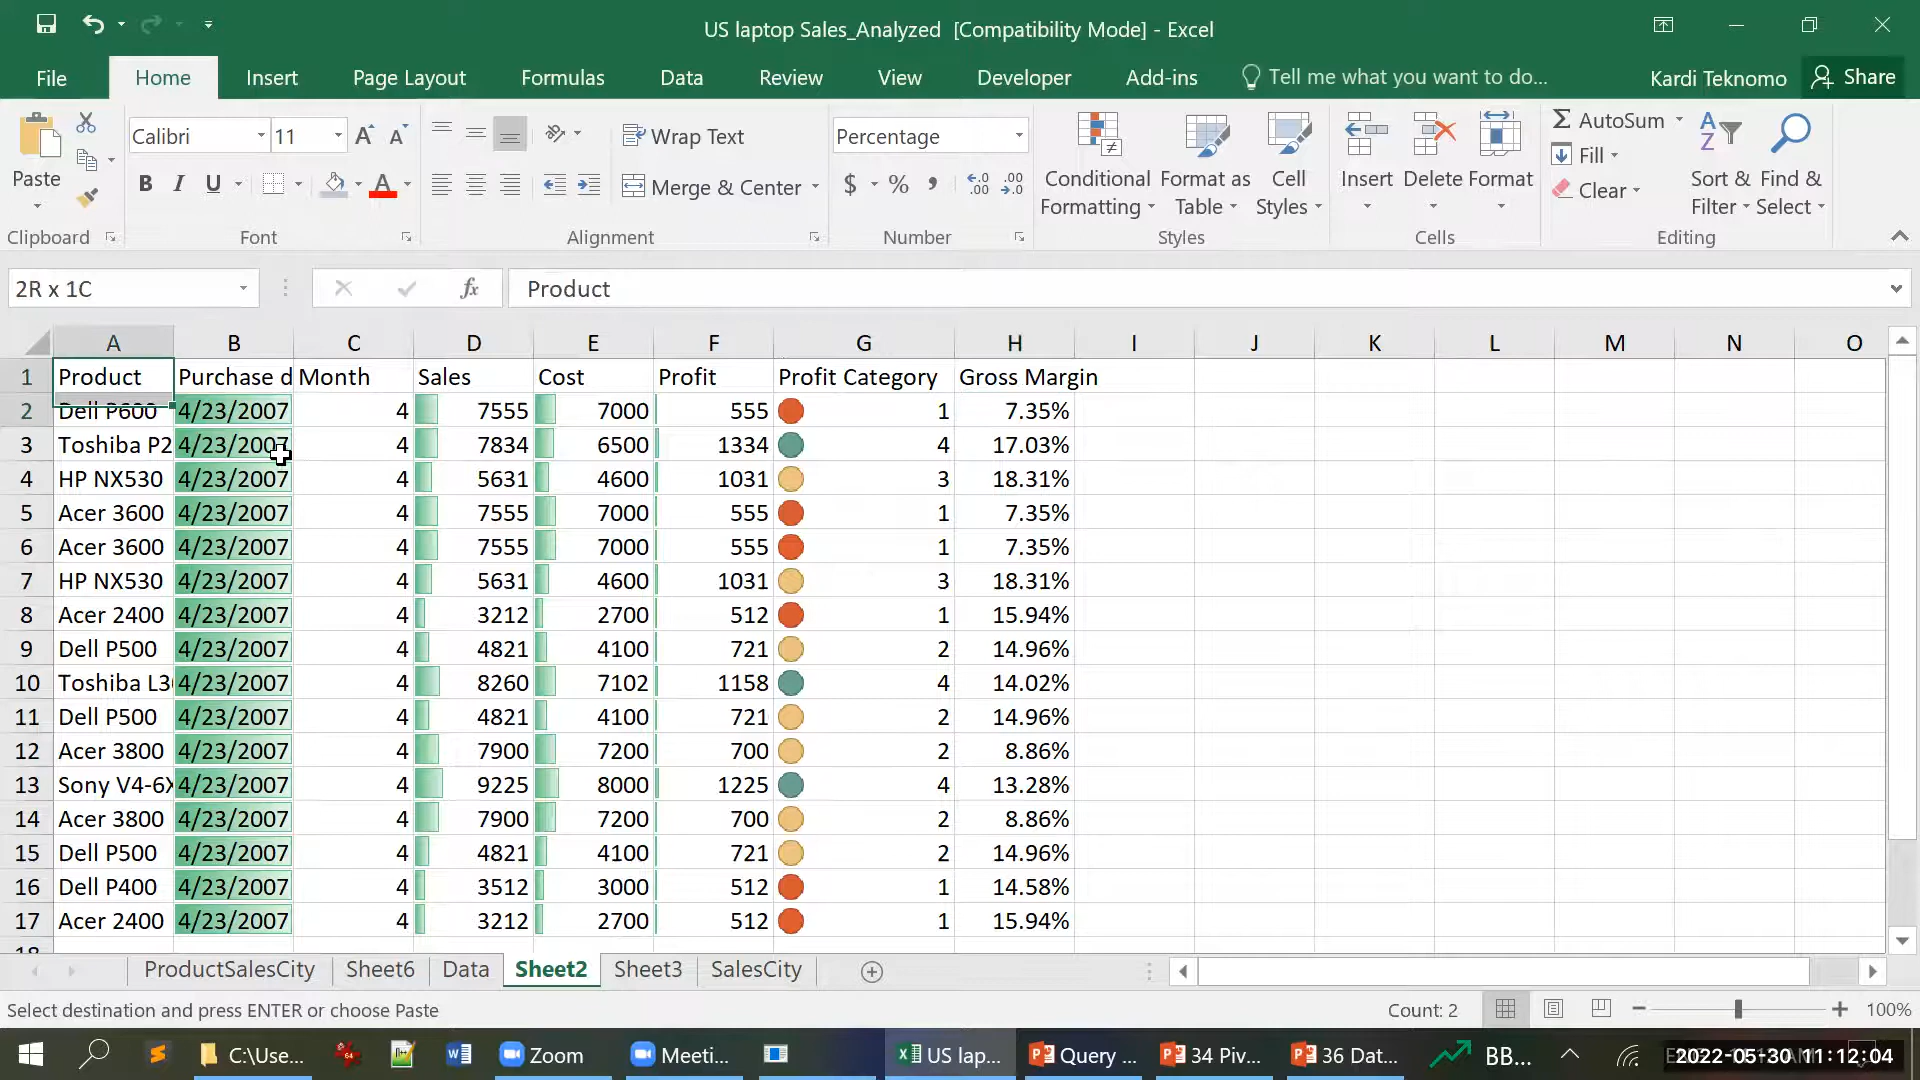 US laptop Sales_Analyzed [Compatibility Mode] - Excel
File Home Insert Page Layout Formulas Data Review View Developer Add-ins Tell me what you want to do... Kardi Teknomo Share
Paste
Clipboard
Calibri 11
B I U
Font
Wrap Text
Merge & Center
Alignment
Percentage
$ % ,
Number
Conditional Formatting
Format as Table
Cell Styles
Styles
Insert Delete Format
Cells
AutoSum
Fill
Clear
Sort & Filter
Find & Select
Editing
2R x 1C fx Product
A B C D E F G H I J K L M N O
1 Product Purchase d Month Sales Cost Profit Profit Category Gross Margin
2 Dell P600 4/23/2007 4 7555 7000 555 1 7.35%
3 Toshiba P2 4/23/2007 4 7834 6500 1334 4 17.03%
4 HP NX530 4/23/2007 4 5631 4600 1031 3 18.31%
5 Acer 3600 4/23/2007 4 7555 7000 555 1 7.35%
6 Acer 3600 4/23/2007 4 7555 7000 555 1 7.35%
7 HP NX530 4/23/2007 4 5631 4600 1031 3 18.31%
8 Acer 2400 4/23/2007 4 3212 2700 512 1 15.94%
9 Dell P500 4/23/2007 4 4821 4100 721 2 14.96%
10 Toshiba L3 4/23/2007 4 8260 7102 1158 4 14.02%
11 Dell P500 4/23/2007 4 4821 4100 721 2 14.96%
12 Acer 3800 4/23/2007 4 7900 7200 700 2 8.86%
13 Sony V4-6X 4/23/2007 4 9225 8000 1225 4 13.28%
14 Acer 3800 4/23/2007 4 7900 7200 700 2 8.86%
15 Dell P500 4/23/2007 4 4821 4100 721 2 14.96%
16 Dell P400 4/23/2007 4 3512 3000 512 1 14.58%
17 Acer 2400 4/23/2007 4 3212 2700 512 1 15.94%
18
ProductSalesCity Sheet6 Data Sheet2 Sheet3 SalesCity
Select destination and press ENTER or choose Paste Count: 2 100%
C:\Use... Zoom Meeti... US lap... Query ... 34 Piv... 36 Dat... BB... 2022-05-30 11:12:04